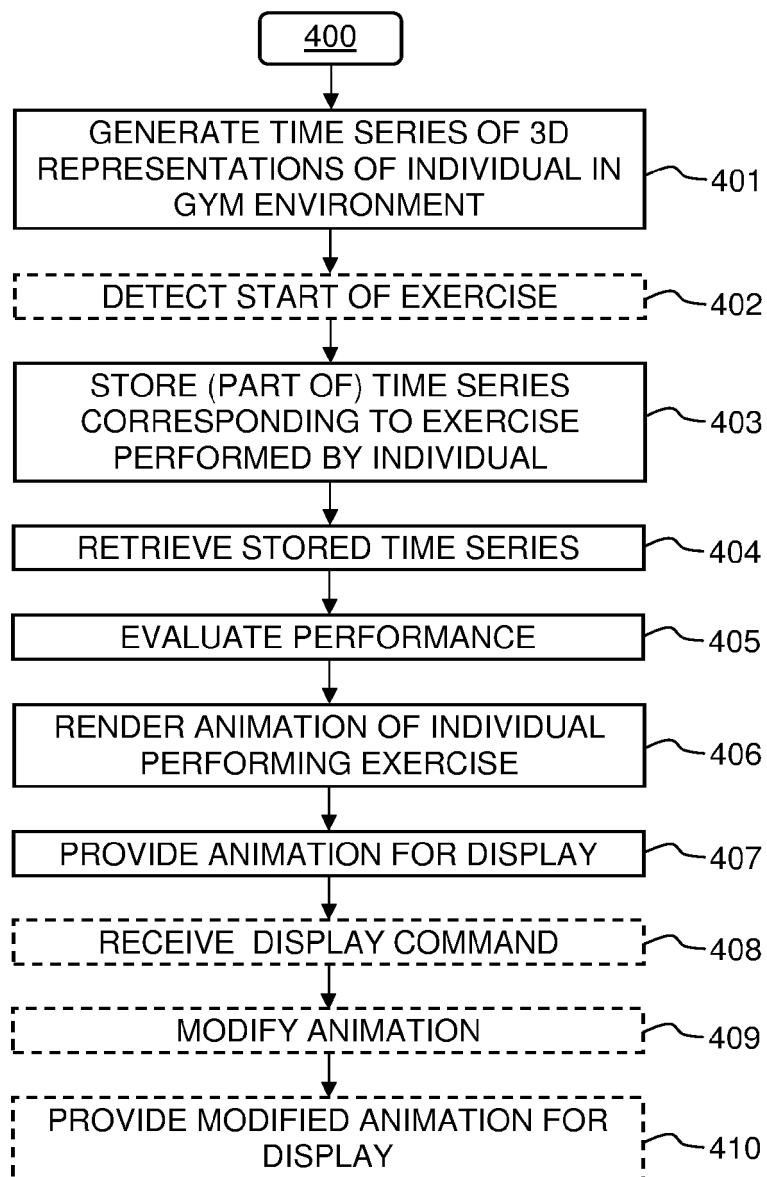 400
GENERATE TIME SERIES OF 3D
REPRESENTATIONS OF INDIVIDUAL IN
GYM ENVIRONMENT
401
DETECT START OF EXERCISE
402
STORE (PART OF) TIME SERIES
CORRESPONDING TO EXERCISE
PERFORMED BY INDIVIDUAL
403
RETRIEVE STORED TIME SERIES
404
EVALUATE PERFORMANCE
405
RENDER ANIMATION OF INDIVIDUAL
PERFORMING EXERCISE
406
PROVIDE ANIMATION FOR DISPLAY
407
RECEIVE DISPLAY COMMAND
408
MODIFY ANIMATION
409
PROVIDE MODIFIED ANIMATION FOR
DISPLAY
410